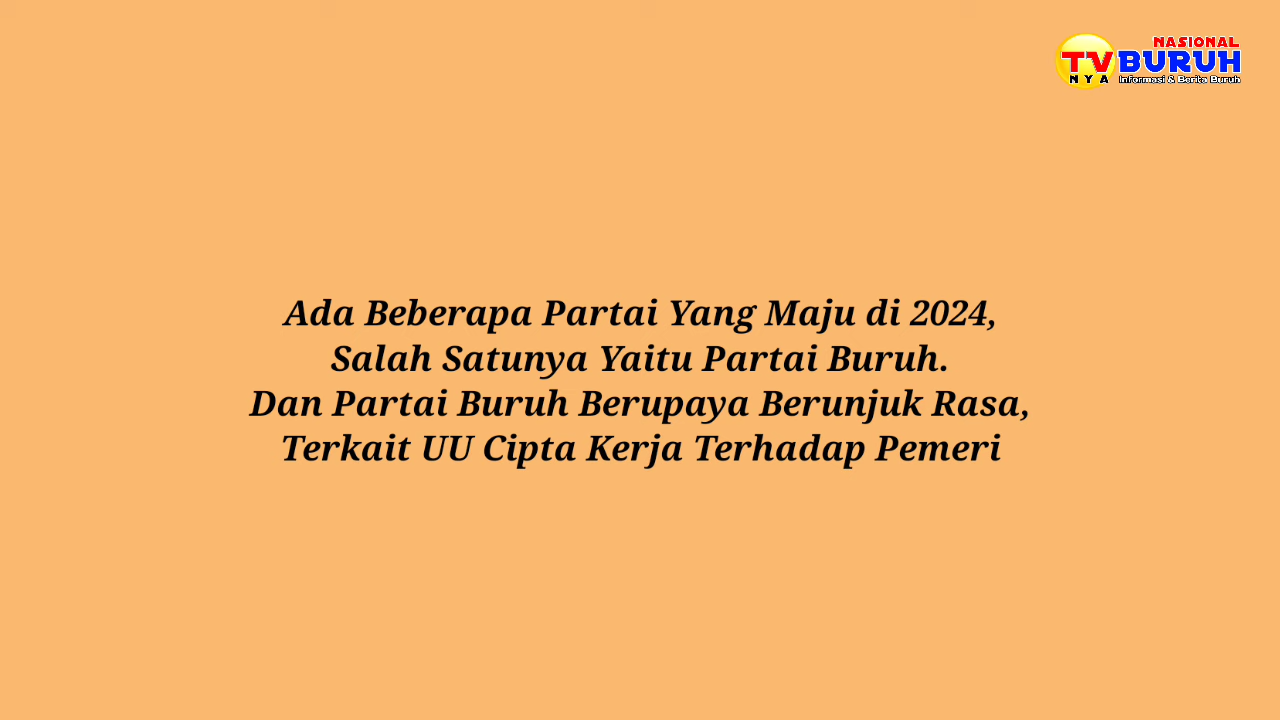 NASIONAL
TV BURUH
NYA Informasi & Berita Buruh
Ada Beberapa Partai Yang Maju di 2024,
Salah Satunya Yaitu Partai Buruh.
Dan Partai Buruh Berupaya Berunjuk Rasa,
Terkait UU Cipta Kerja Terhadap Pemeri